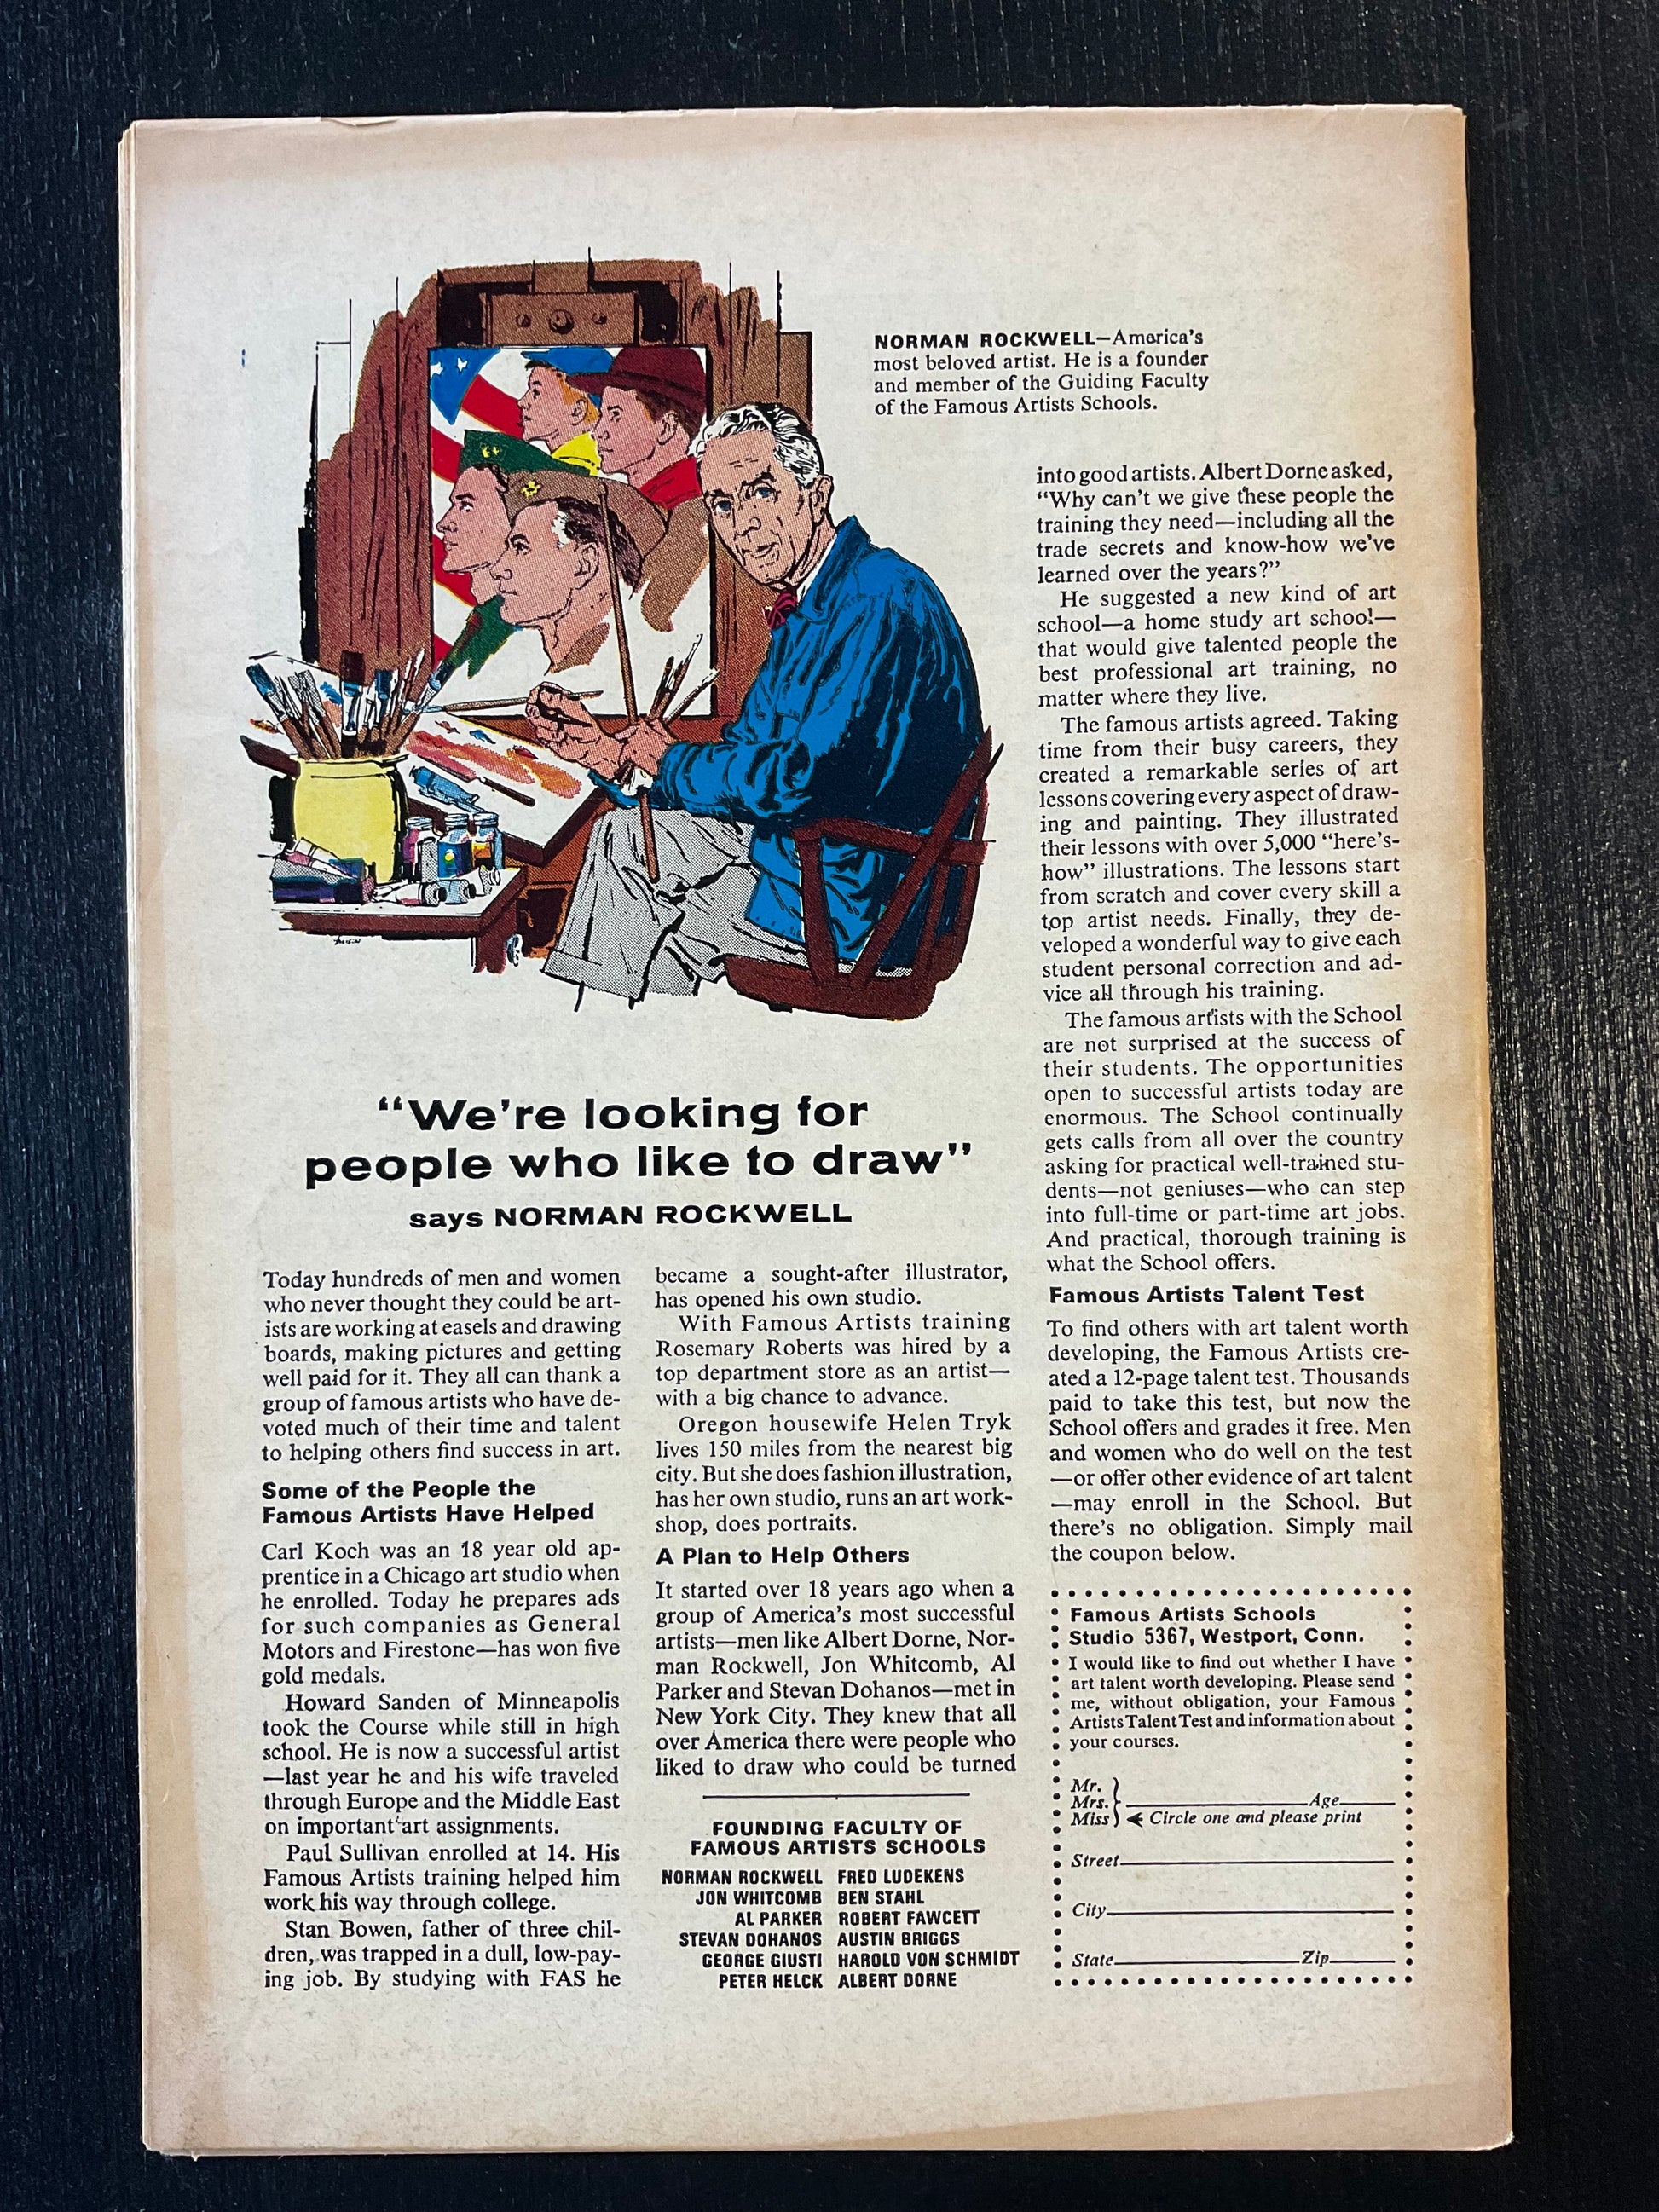 NORMAN ROCKWELL—America's
most beloved artist. He is a founder
and member of the Guiding Faculty
of the Famous Artists Schools.
"We're looking for
people who like to draw"
says NORMAN ROCKWELL
Today hundreds of men and women
who never thought they could be art-
ists are working at easels and drawing
boards, making pictures and getting
well paid for it. They all can thank a
group of famous artists who have de-
voted much of their time and talent
to helping others find success in art.
Some of the People the
Famous Artists Have Helped
Carl Koch was an 18 year old ap-
prentice in a Chicago art studio when
he enrolled. Today he prepares ads
for such companies as General
Motors and Firestone—has won five
gold medals.
Howard Sanden of Minneapolis
took the Course while still in high
school. He is now a successful artist
—last year he and his wife traveled
through Europe and the Middle East
on important art assignments.
Paul Sullivan enrolled at 14. His
Famous Artists training helped him
work his way through college.
Stan Bowen, father of three chil-
dren, was trapped in a dull, low-pay-
ing job. By studying with FAS he
became a sought-after illustrator,
has opened his own studio.
With Famous Artists training
Rosemary Roberts was hired by a
top department store as an artist—
with a big chance to advance.
Oregon housewife Helen Tryk
lives 150 miles from the nearest big
city. But she does fashion illustration,
has her own studio, runs an art work-
shop, does portraits.
A Plan to Help Others
It started over 18 years ago when a
group of America's most successful
artists—men like Albert Dorne, Nor-
man Rockwell, Jon Whitcomb, Al
Parker and Stevan Dohanos—met in
New York City. They knew that all
over America there were people who
liked to draw who could be turned
FOUNDING FACULTY OF
FAMOUS ARTISTS SCHOOLS
NORMAN ROCKWELL FRED LUDEKENS
JON WHITCOMB BEN STAHL
AL PARKER ROBERT FAWCETT
STEVAN DOHANOS AUSTIN BRIGGS
GEORGE GIUSTI HAROLD VON SCHMIDT
PETER HELCK ALBERT DORNE
into good artists. Albert Dorne asked,
"Why can't we give these people the
training they need—including all the
trade secrets and know-how we've
learned over the years?"
He suggested a new kind of art
school—a home study art school—
that would give talented people the
best professional art training, no
matter where they live.
The famous artists agreed. Taking
time from their busy careers, they
created a remarkable series of art
lessons covering every aspect of draw-
ing and painting. They illustrated
their lessons with over 5,000 "here's-
how" illustrations. The lessons start
from scratch and cover every skill a
top artist needs. Finally, they de-
veloped a wonderful way to give each
student personal correction and ad-
vice all through his training.
The famous artists with the School
are not surprised at the success of
their students. The opportunities
open to successful artists today are
enormous. The School continually
gets calls from all over the country
asking for practical well-trained stu-
dents—not geniuses—who can step
into full-time or part-time art jobs.
And practical, thorough training is
what the School offers.
Famous Artists Talent Test
To find others with art talent worth
developing, the Famous Artists cre-
ated a 12-page talent test. Thousands
paid to take this test, but now the
School offers and grades it free. Men
and women who do well on the test
—or offer other evidence of art talent
—may enroll in the School. But
there's no obligation. Simply mail
the coupon below.
Famous Artists Schools
Studio 5367, Westport, Conn.
I would like to find out whether I have
art talent worth developing. Please send
me, without obligation, your Famous
Artists Talent Test and information about
your courses.
Mr.
Mrs. Age
Miss Circle one and please print
Street
City
State Zip